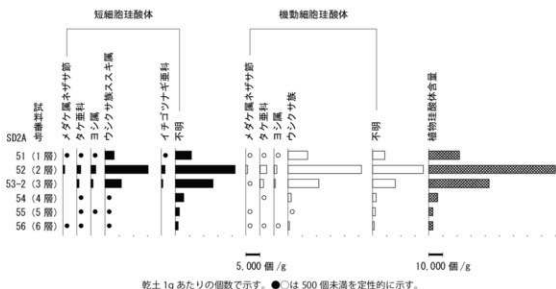 短細胞珪酸体
機動細胞珪酸体
SD2A
試料番号
メダケ属ネザサ節
タケ亜科
ヨシ属
ウシクサ族ススキ属
イチゴツナギ亜科
不明
メダケ属ネザサ節
タケ亜科
ヨシ属
ウシクサ族
不明
植物珪酸体含量
51 (1 層)
52 (2 層)
53-2 (3 層)
54 (4 層)
55 (5 層)
56 (6 層)
5,000 個 /g
10,000 個 /g
乾土 1g あたりの個数で示す。●○は 500 個未満を定性的に示す。